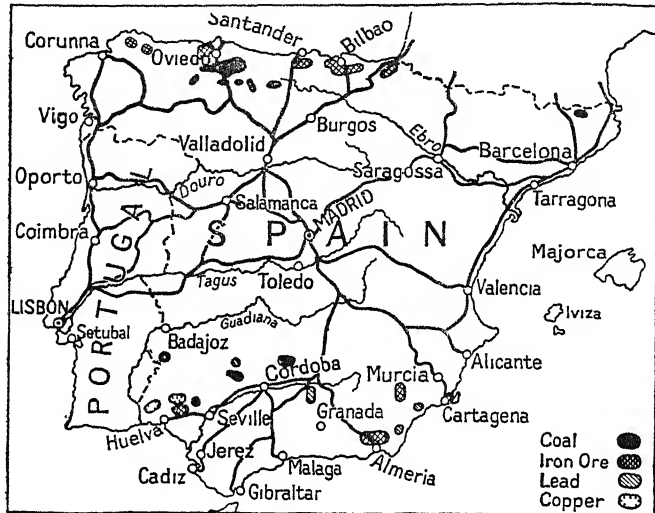 Santander
Corunna
Oviedo
Bilbao
Vigo
Burgos
Ebro
Valladolid
Saragossa
Barcelona
Oporto
Douro
Salamanca
MADRID
Tarragona
Coimbra
SPAIN
Majorca
PORTUGAL
Tagus
Toledo
Valencia
Iviza
LISBON
Setubal
Guadiana
Badajoz
Alicante
Cordoba
Murcia
Huelva
Seville
Granada
Cartagena
Jerez
Cadiz
Malaga
Almeria
Gibraltar
Coal
Iron Ore
Lead
Copper